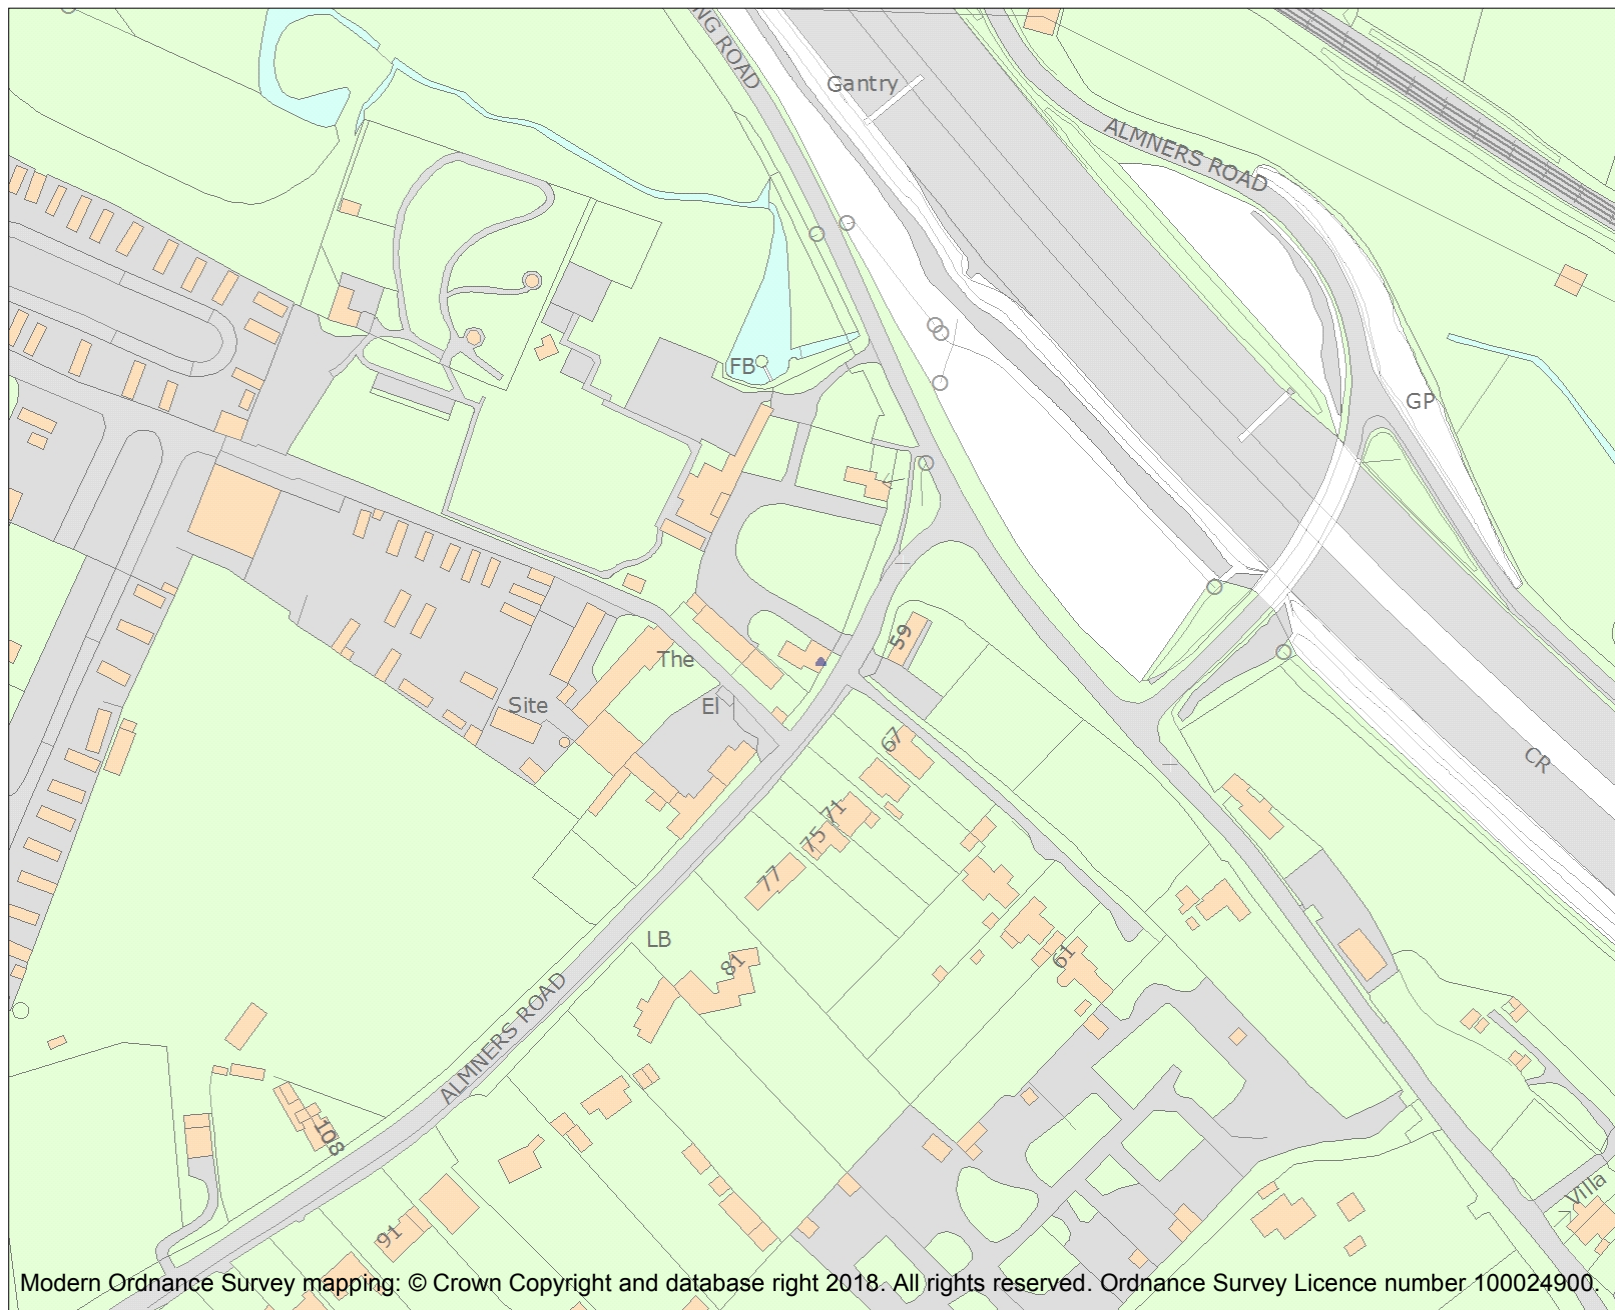 NG ROAD
Gantry
ALMNERS ROAD
GP
FB
59
The
El
Site
67
CR
71
75
77
LB
81
61
ALMNERS ROAD
108
91
Villa
Modern Ordnance Survey mapping: © Crown Copyright and database right 2018. All rights reserved. Ordnance Survey Licence number 100024900.